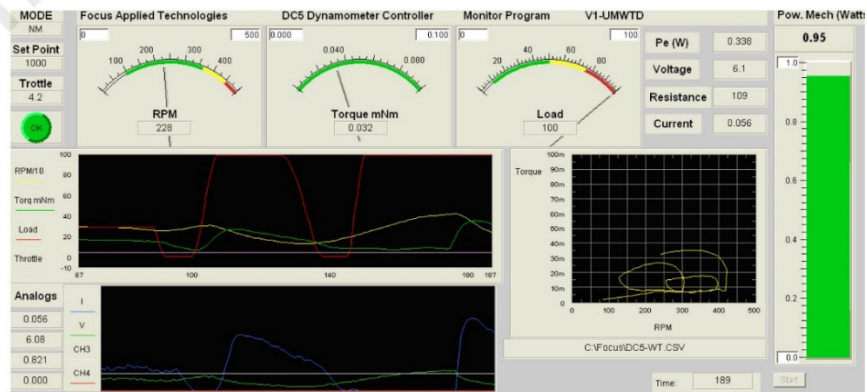 MODE
NM
Set Point
1000
Trottle
4.2
OK
Focus Applied Technologies DC5 Dynamometer Controller Monitor Program V1-UMWTD
0 500
100 200 300 400
RPM
228
0.000 0.100
0.040 0.080
Torque mNm
0.032
0 100
20 40 60 80
Load
100
Pe (W) 0.338
Voltage 6.1
Resistance 109
Current 0.056
Pow. Mech (Watts
0.95
1.0
0.8
0.6
0.4
0.2
0.0
RPM/10
Torq mNm
Load
Throttle
100
80
60
40
20
0
-10
67 100 140 180 187
Torque
100m
90m
80m
70m
60m
50m
40m
30m
20m
10m
0
0 100 200 300 400 500
RPM
C:\Focus\DC5-WT.CSV
Analogs
0.056
6.08
0.821
0.000
I
V
CH3
CH4
Time: 189
Start